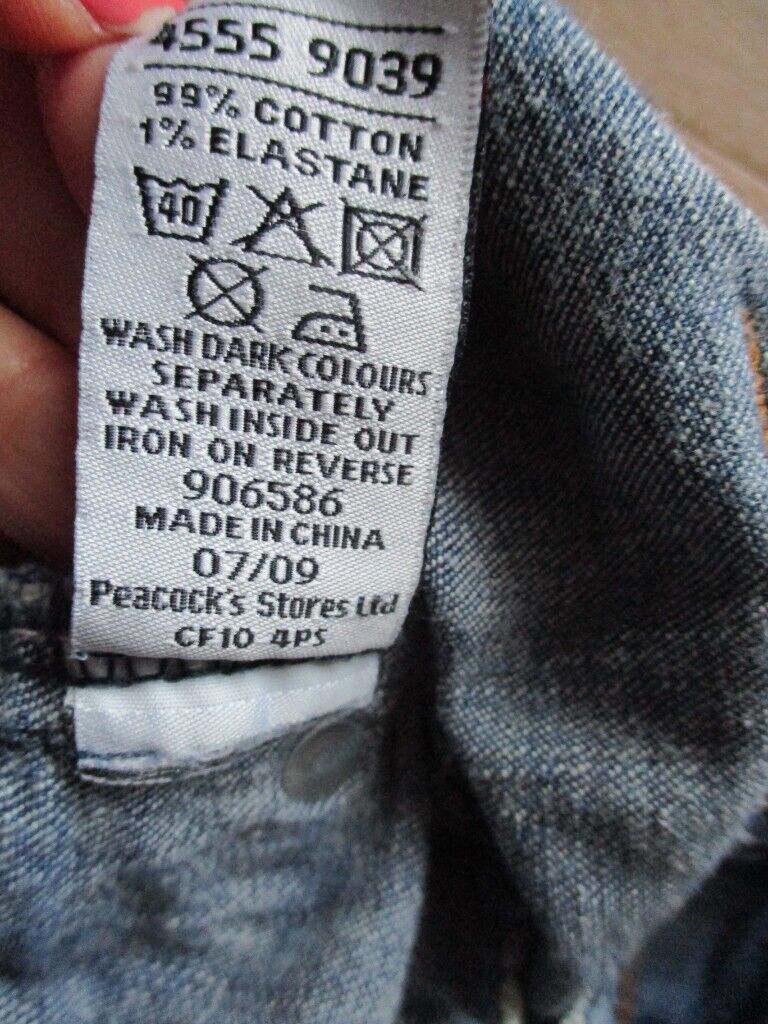 4555 9039
99% COTTON
1% ELASTANE
40
WASH DARK COLOURS
SEPARATELY
WASH INSIDE OUT
IRON ON REVERSE
906586
MADE IN CHINA
07/09
Peacock's Stores Ltd
CF10 4PS